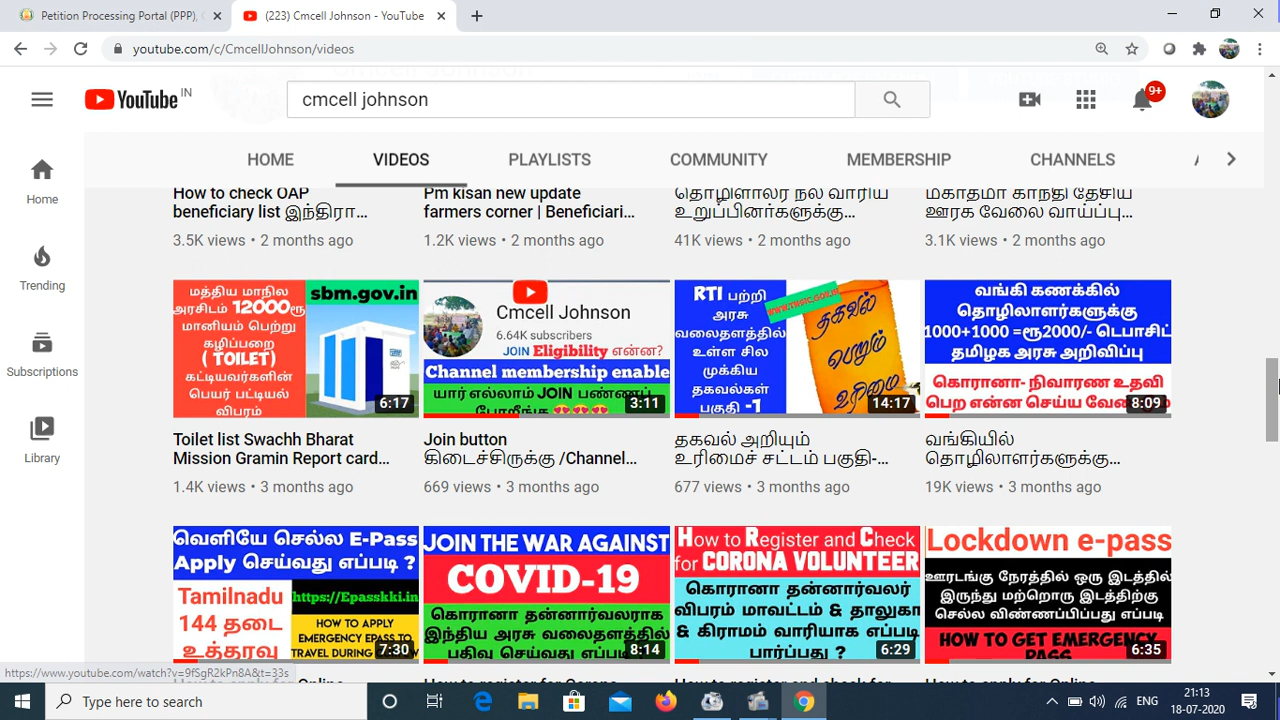 Petition Processing Portal (PPP), (
(223) Cmcell Johnson - YouTube
youtube.com/c/CmcellJohnson/videos
YouTube IN
cmcell johnson
9+
HOME VIDEOS PLAYLISTS COMMUNITY MEMBERSHIP CHANNELS
Home
Trending
Subscriptions
Library
How to check OAP
beneficiary list இந்திரா...
3.5K views • 2 months ago
Pm kisan new update
farmers corner | Beneficiari...
1.2K views • 2 months ago
தொழிலாளர் நல வாரிய
உறுப்பினர்களுக்கு...
41K views • 2 months ago
மகாத்மா காந்தி தேசிய
ஊரக வேலை வாய்ப்பு...
3.1K views • 2 months ago
மத்திய மாநில
அரசிடம் 12000ரூ
மானியம் பெற்று
கழிப்பறை
( TOILET)
கட்டியவர்களின்
பெயர் பட்டியல்
விபரம்
sbm.gov.in
6:17
Toilet list Swachh Bharat
Mission Gramin Report card...
1.4K views • 3 months ago
Cmcell Johnson
6.64K subscribers
JOIN Eligibility என்ன?
Channel membership enable
யார் எல்லாம் JOIN பண்ணப்
போறீங்க
3:11
Join button
கிடைச்சிருக்கு /Channel...
669 views • 3 months ago
RTI பற்றி
அரசு
வலைதளத்தில்
உள்ள சில
முக்கிய
தகவல்கள்
பகுதி -1
www.tnsic.gov.in
தகவல்
பெறும்
உரிமை
14:17
தகவல் அறியும்
உரிமைச் சட்டம் பகுதி-...
677 views • 3 months ago
வங்கி கணக்கில்
தொழிலாளர்களுக்கு
1000+1000 =ரூ2000/- டெபாசிட்
தமிழக அரசு அறிவிப்பு
கொரானா- நிவாரண உதவி
பெற என்ன செய்ய
8:09
வங்கியில்
தொழிலாளர்களுக்கு...
19K views • 3 months ago
வெளியே செல்ல E-Pass
Apply செய்வது எப்படி ?
Tamilnadu
144 தடை
உத்தரவு
https://Epasskki.in
HOW TO APPLY
EMERGENCY EPASS TO
TRAVEL DURING
7:30
JOIN THE WAR AGAINST
COVID-19
கொரானா தன்னார்வலராக
இந்திய அரசு வலைதளத்தில்
பதிவு செய்வது
8:14
How to Register and Check
for CORONA VOLUNTEER
கொரானா தன்னார்வலர்
விபரம் மாவட்டம் & தாலுகா
& கிராமம் வாரியாக எப்படி
பார்ப்பது ?
6:29
Lockdown e-pass
ஊரடங்கு நேரத்தில் ஒரு இடத்தில்
இருந்து மற்றொரு இடத்திற்கு
செல்ல விண்ணப்பிப்பது எப்படி
HOW TO GET EMERGENCY
PASS
6:35
https://www.youtube.com/watch?v=9fSgR2kPn8A&t=33s
Type here to search
ENG
21:13
18-07-2020